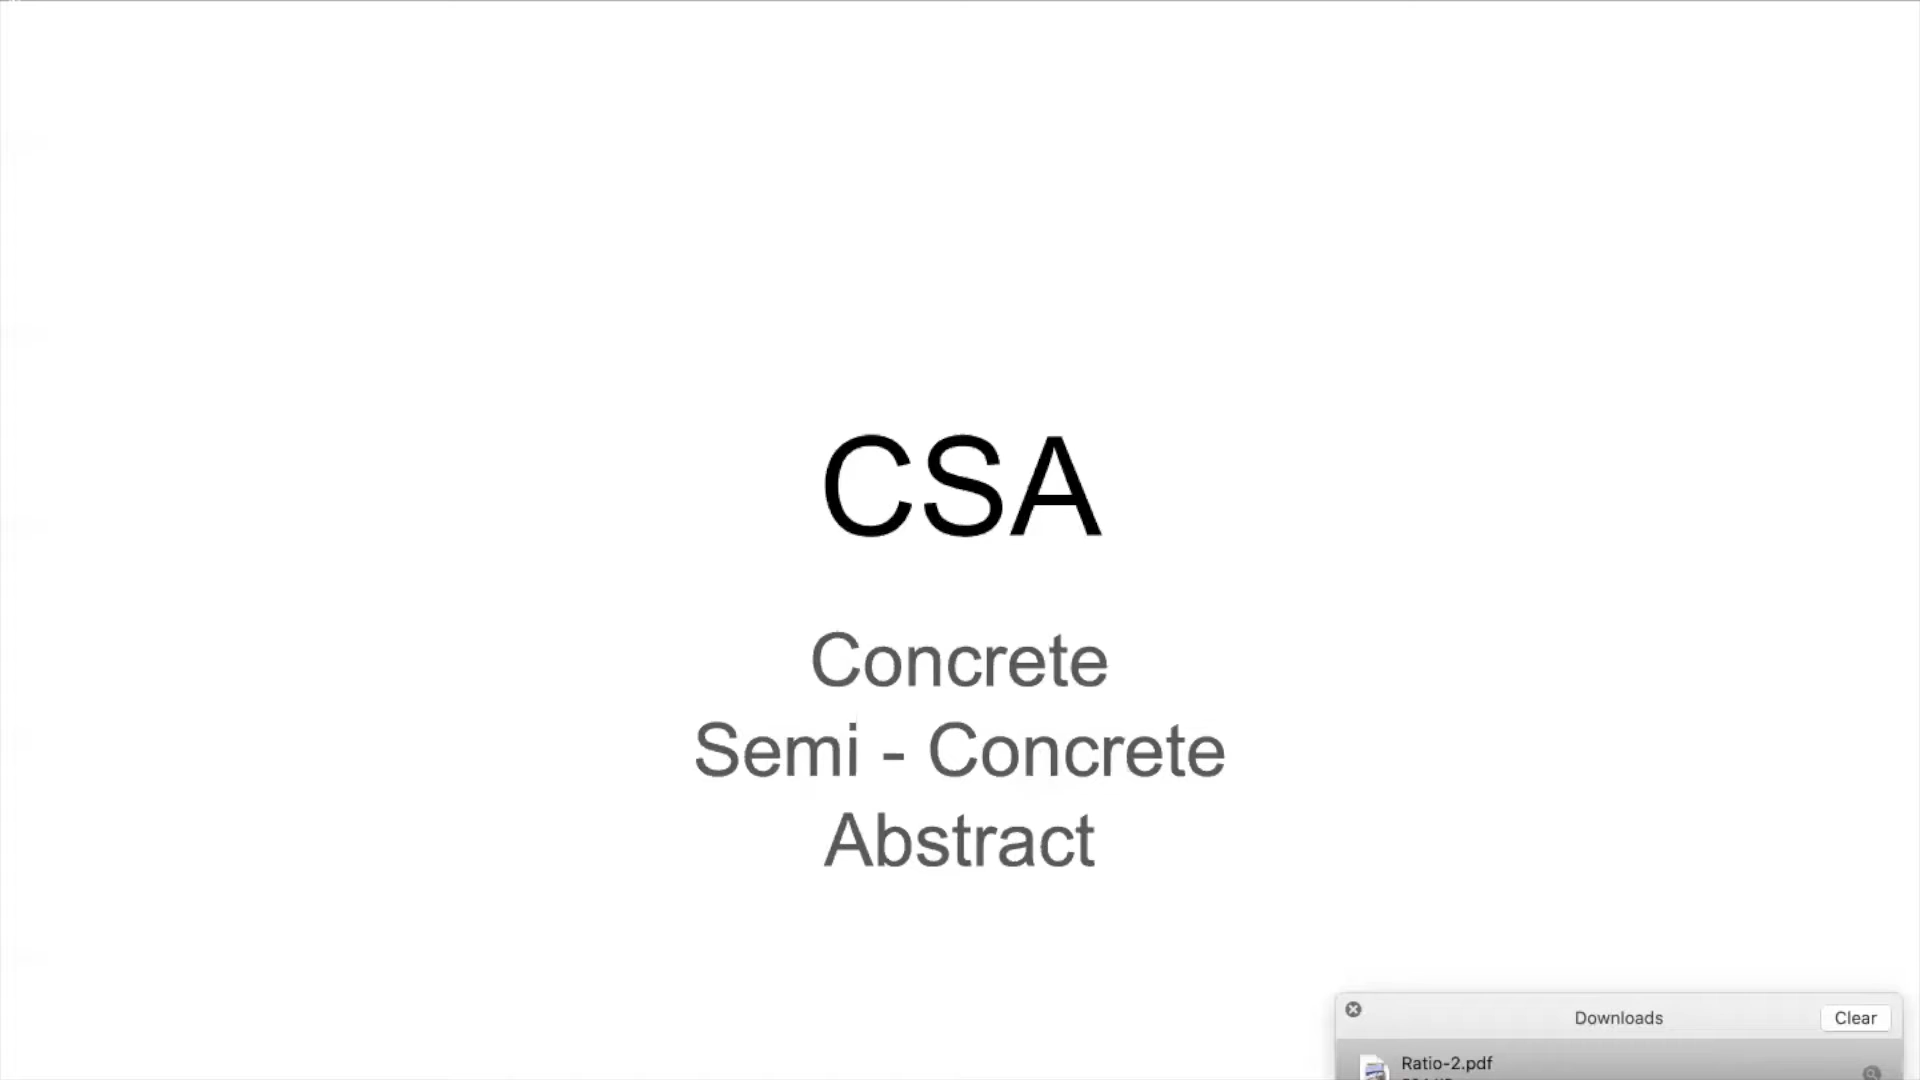 CSA
Concrete
Semi - Concrete
Abstract
Downloads
Clear
Ratio-2.pdf